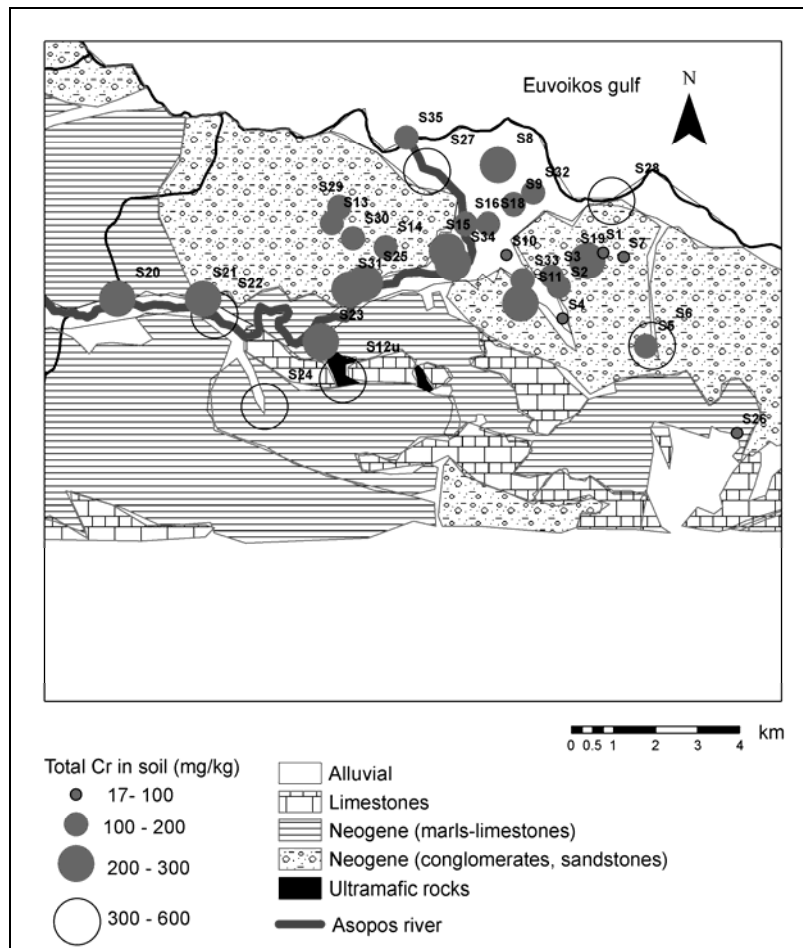 Euvoikos gulf
N
S35
S27
S8
S28
S32
S9
S29
S13
S16
S18
S30
S14
S15
S34
S10
S19
S1
S7
S25
S31
S33
S3
S11
S2
S20
S21
S22
S4
S6
S23
S5
S12u
S24
S26
km
0 0.5 1 2 3 4
Total Cr in soil (mg/kg)
17- 100
100 - 200
200 - 300
300 - 600
Alluvial
Limestones
Neogene (marls-limestones)
Neogene (conglomerates, sandstones)
Ultramafic rocks
Asopos river